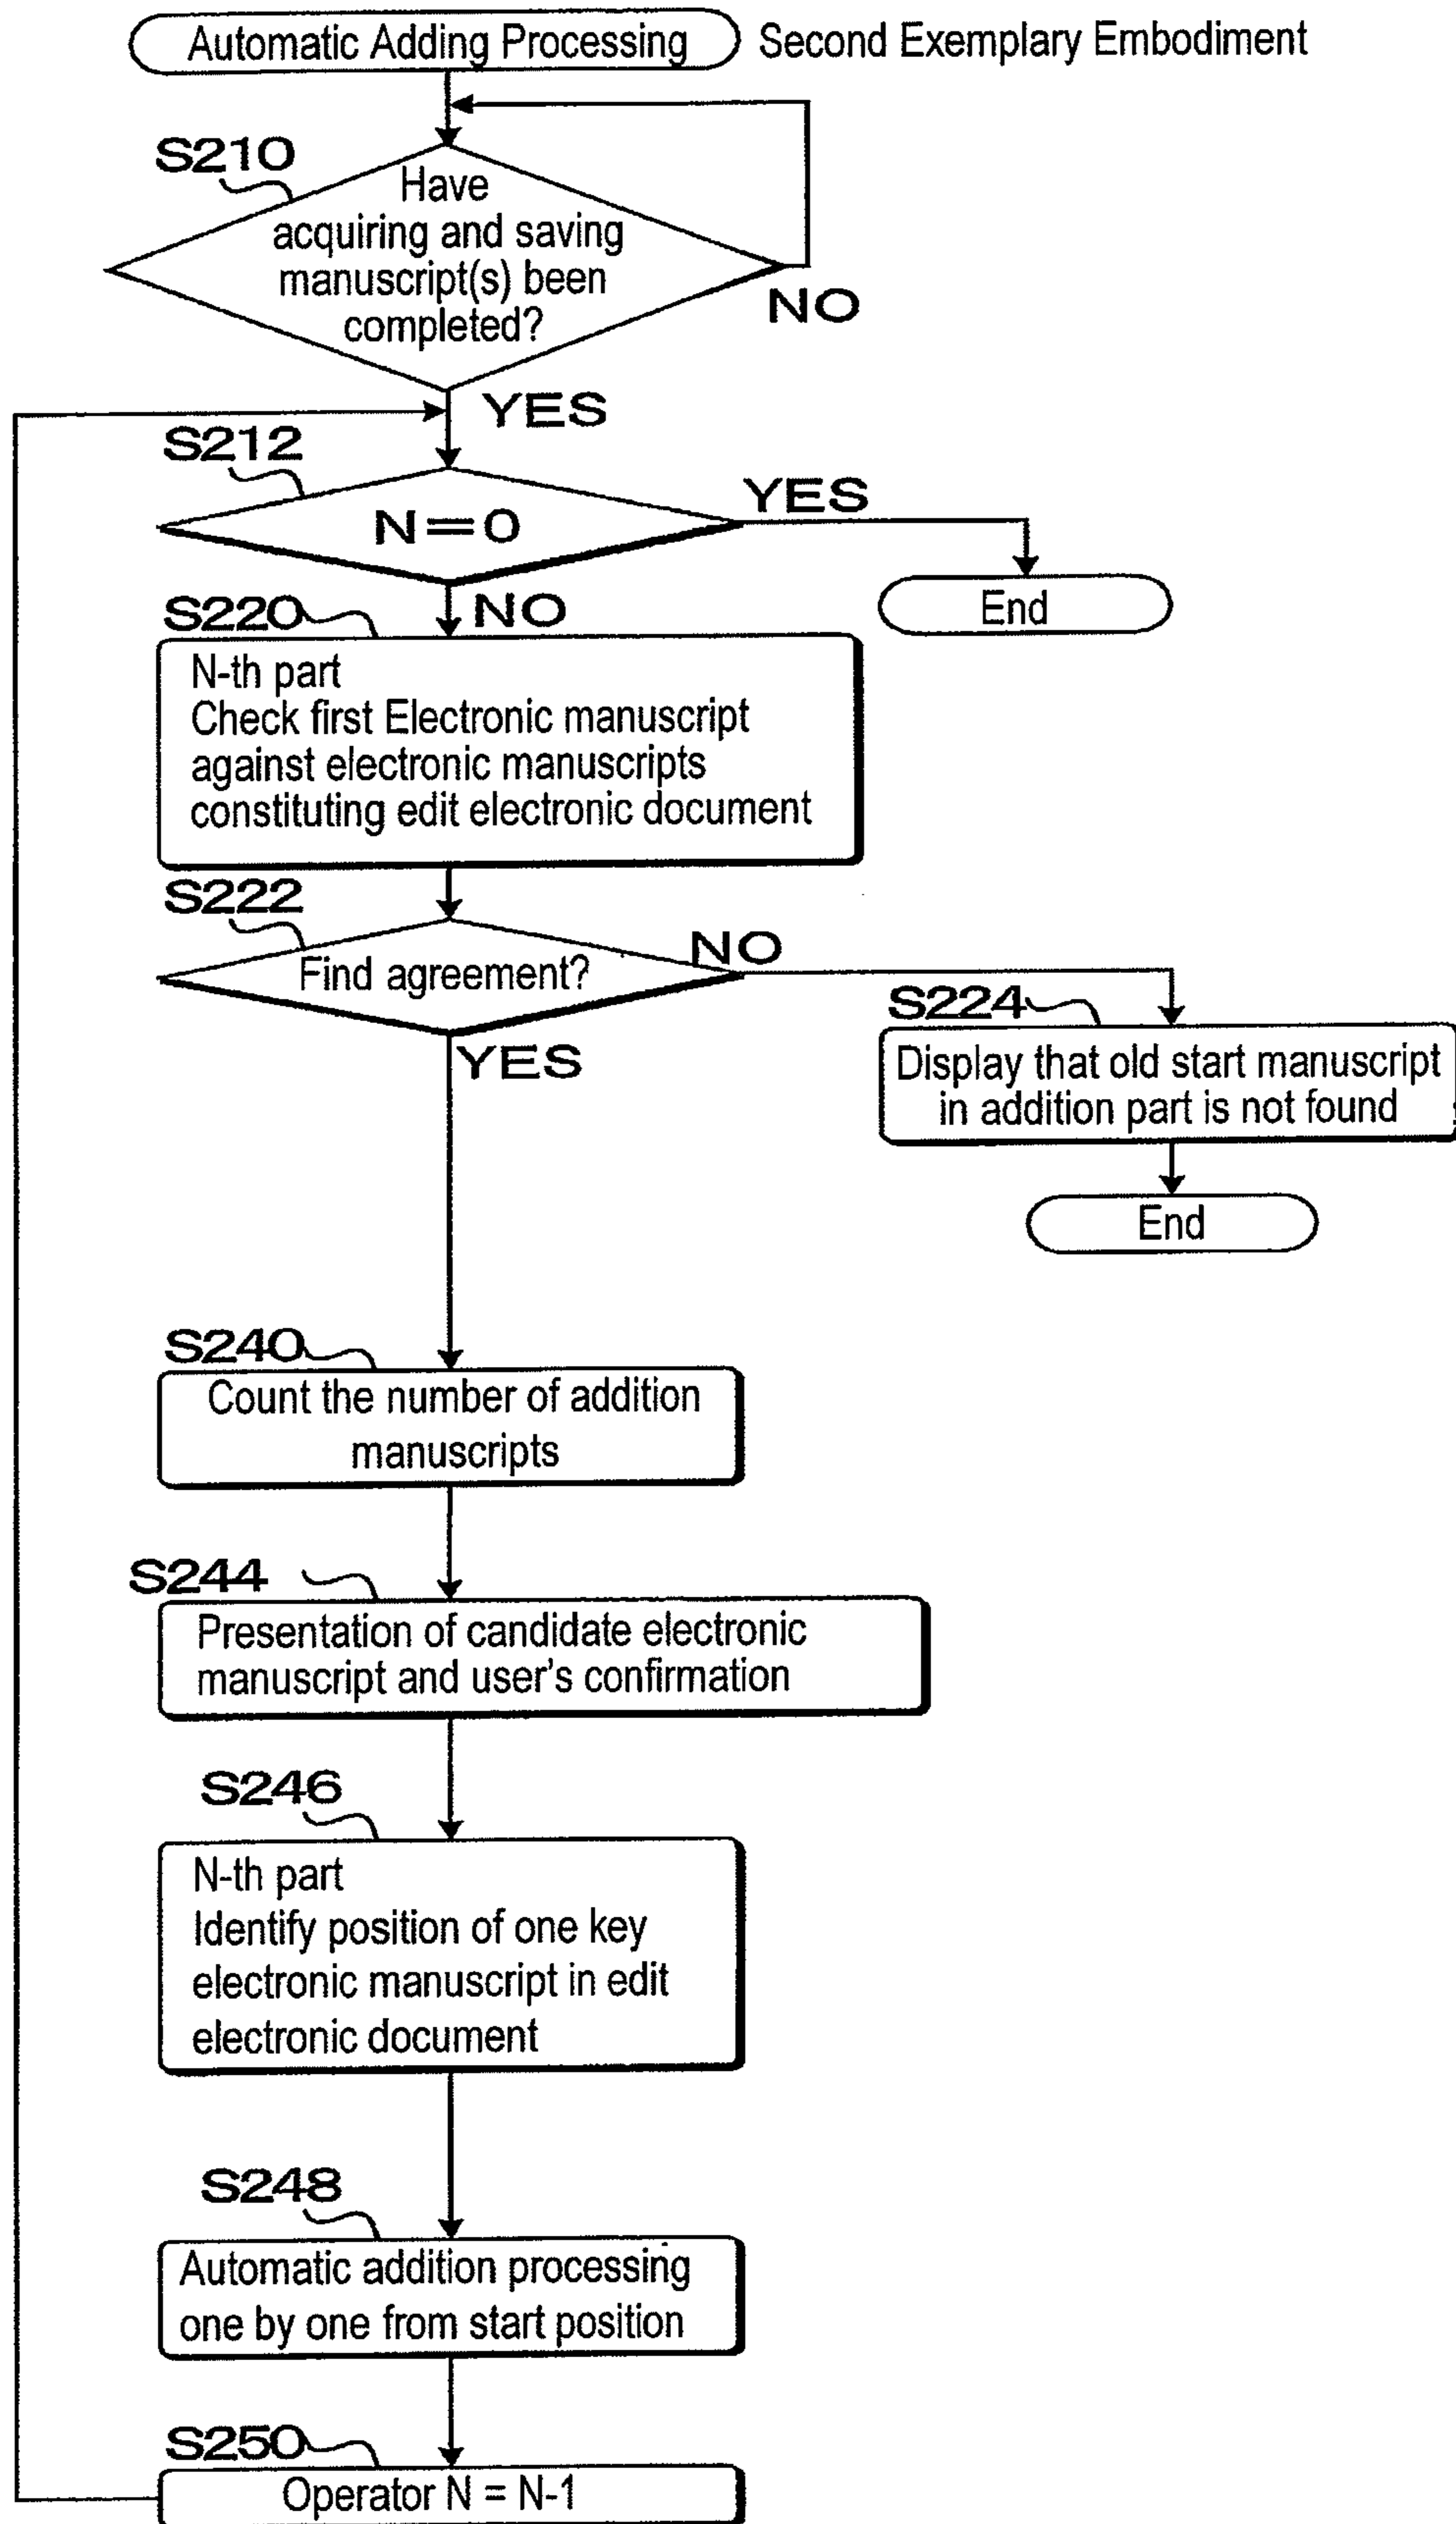 Automatic Adding Processing
Second Exemplary Embodiment
S210
Have
acquiring and saving
manuscript(s) been
completed?
NO
YES
S212
N=0
YES
End
NO
S220
N-th part
Check first Electronic manuscript
against electronic manuscripts
constituting edit electronic document
S222
Find agreement?
NO
S224
Display that old start manuscript
in addition part is not found
End
YES
S240
Count the number of addition
manuscripts
S244
Presentation of candidate electronic
manuscript and user's confirmation
S246
N-th part
Identify position of one key
electronic manuscript in edit
electronic document
S248
Automatic addition processing
one by one from start position
S250
Operator N = N-1